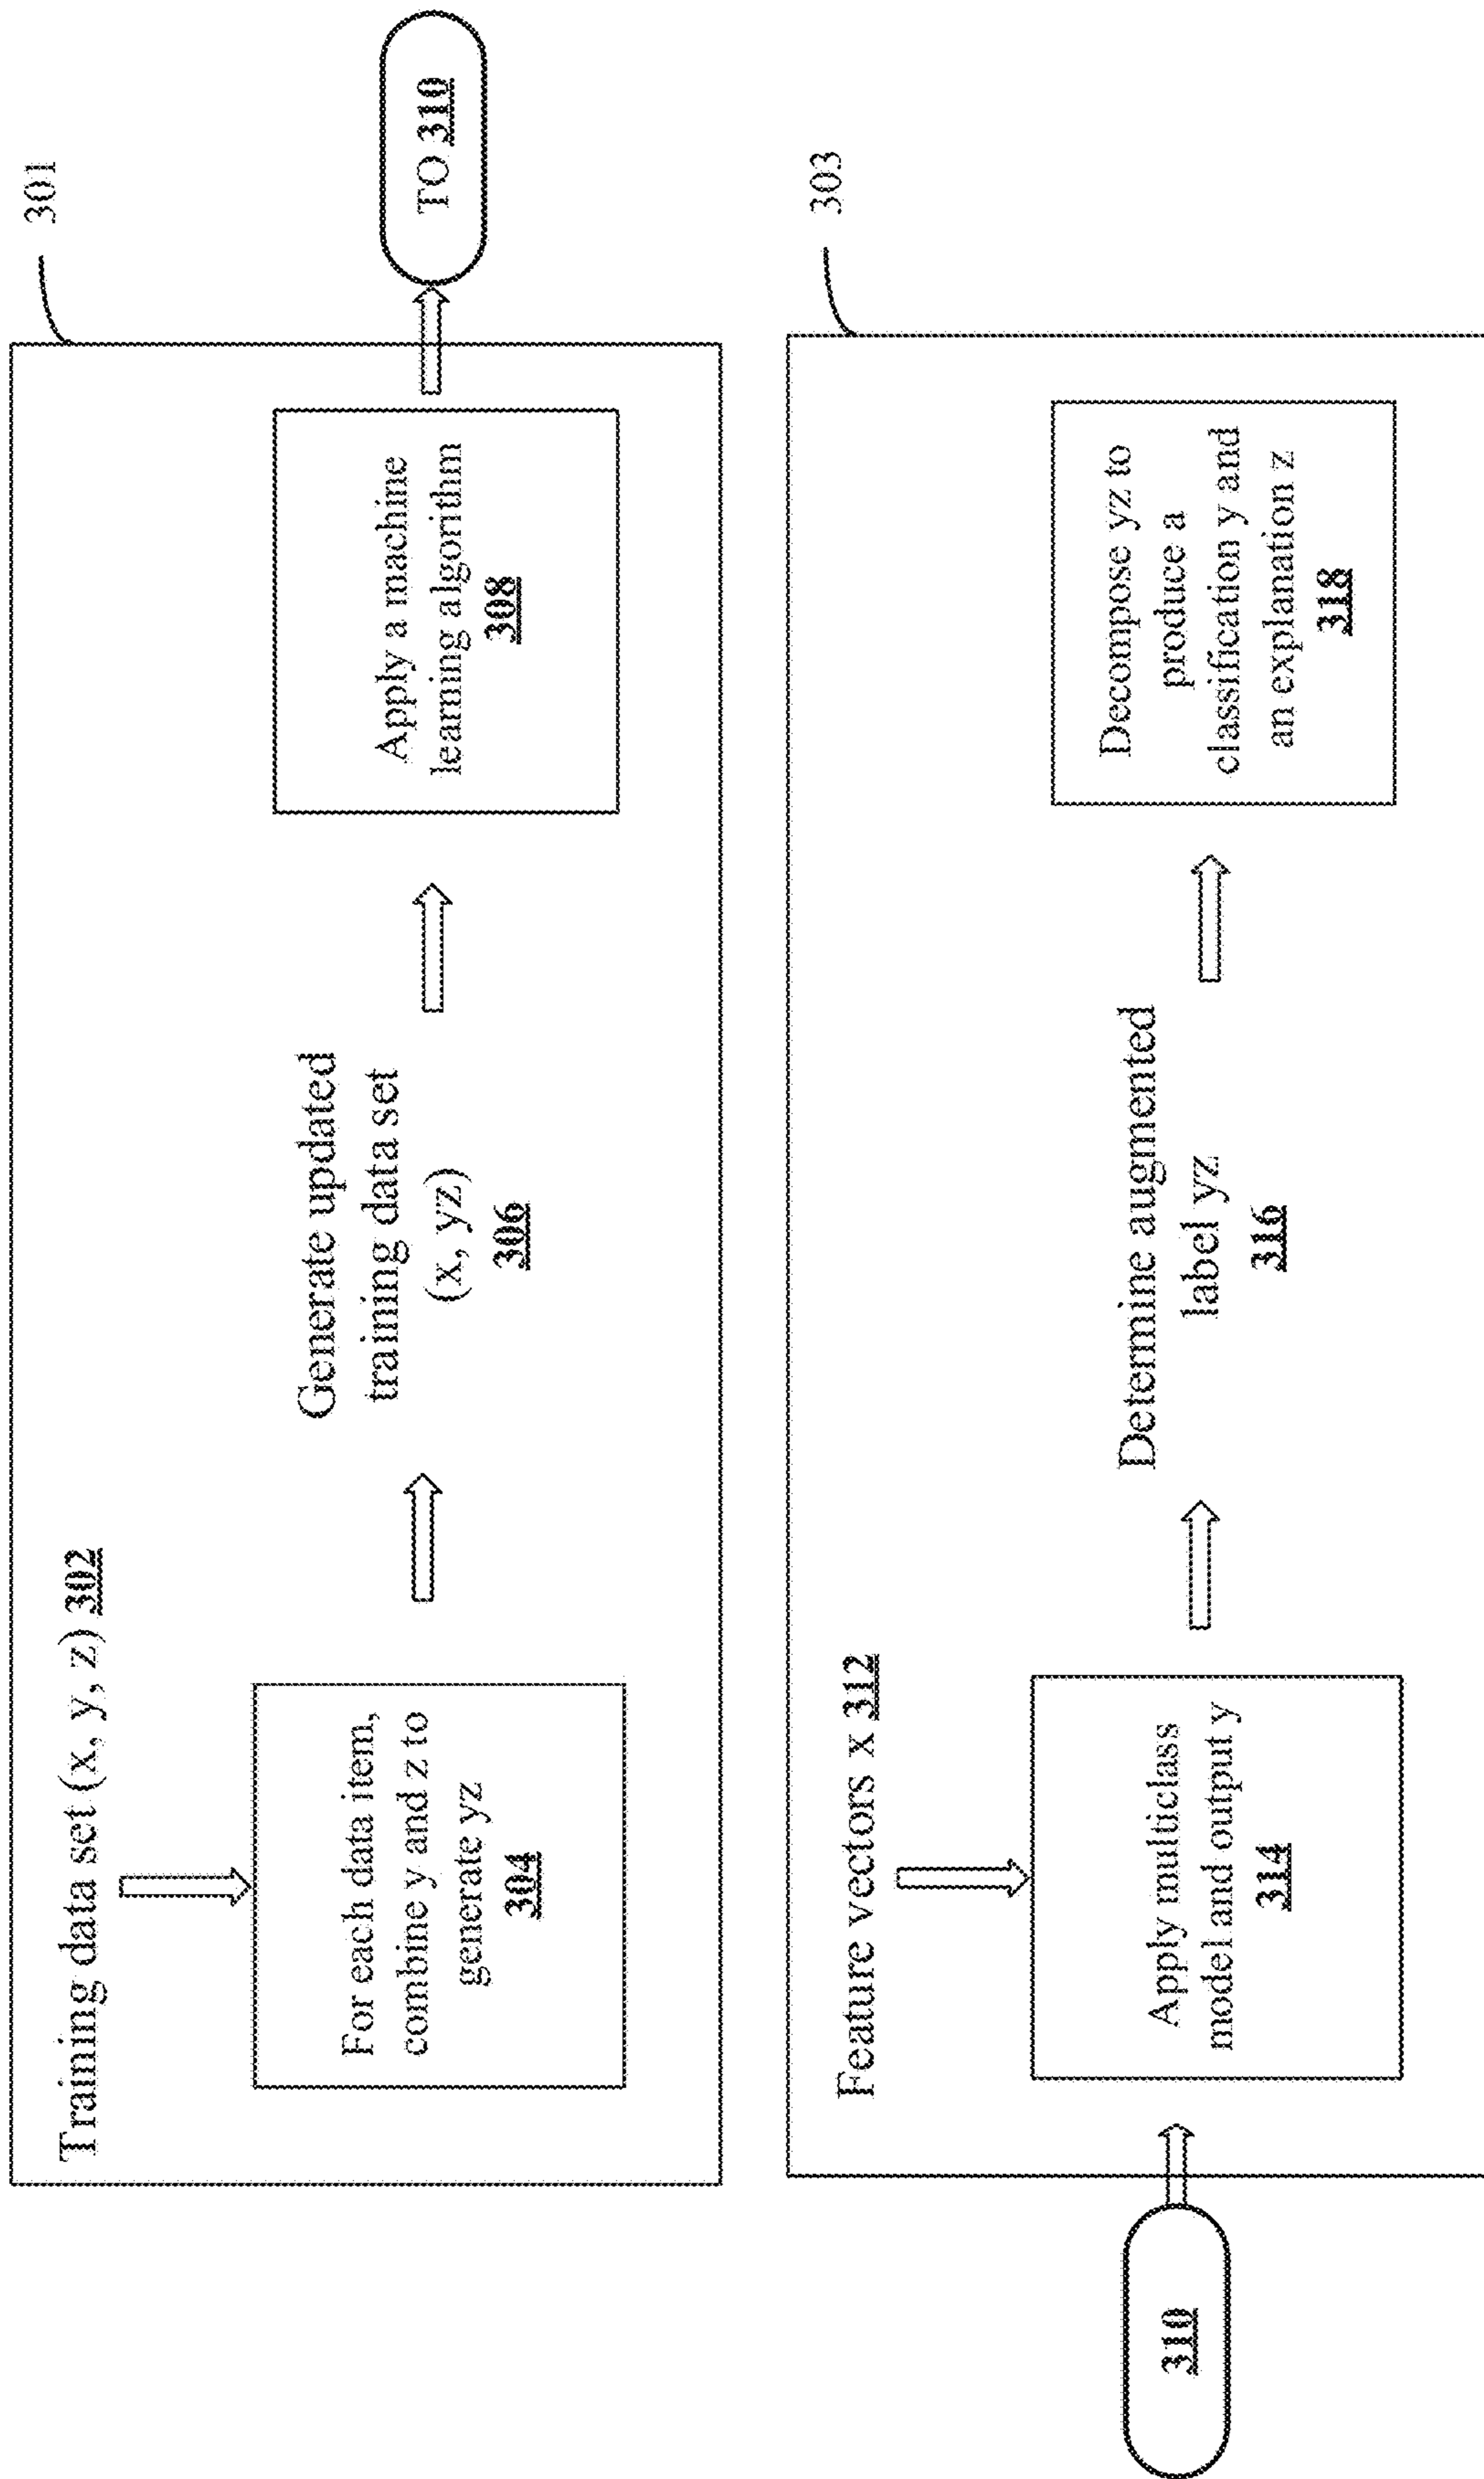 301
Training data set (x, y, z) 302
For each data item,
combine y and z to
generate yz
304
Generate updated
training data set
(x, yz)
306
Apply a machine
learning algorithm
308
TO 310
303
Feature vectors x 312
310
Apply multiclass
model and output y
314
Determine augmented
label yz
316
Decompose yz to
produce a
classification y and
an explanation z
318